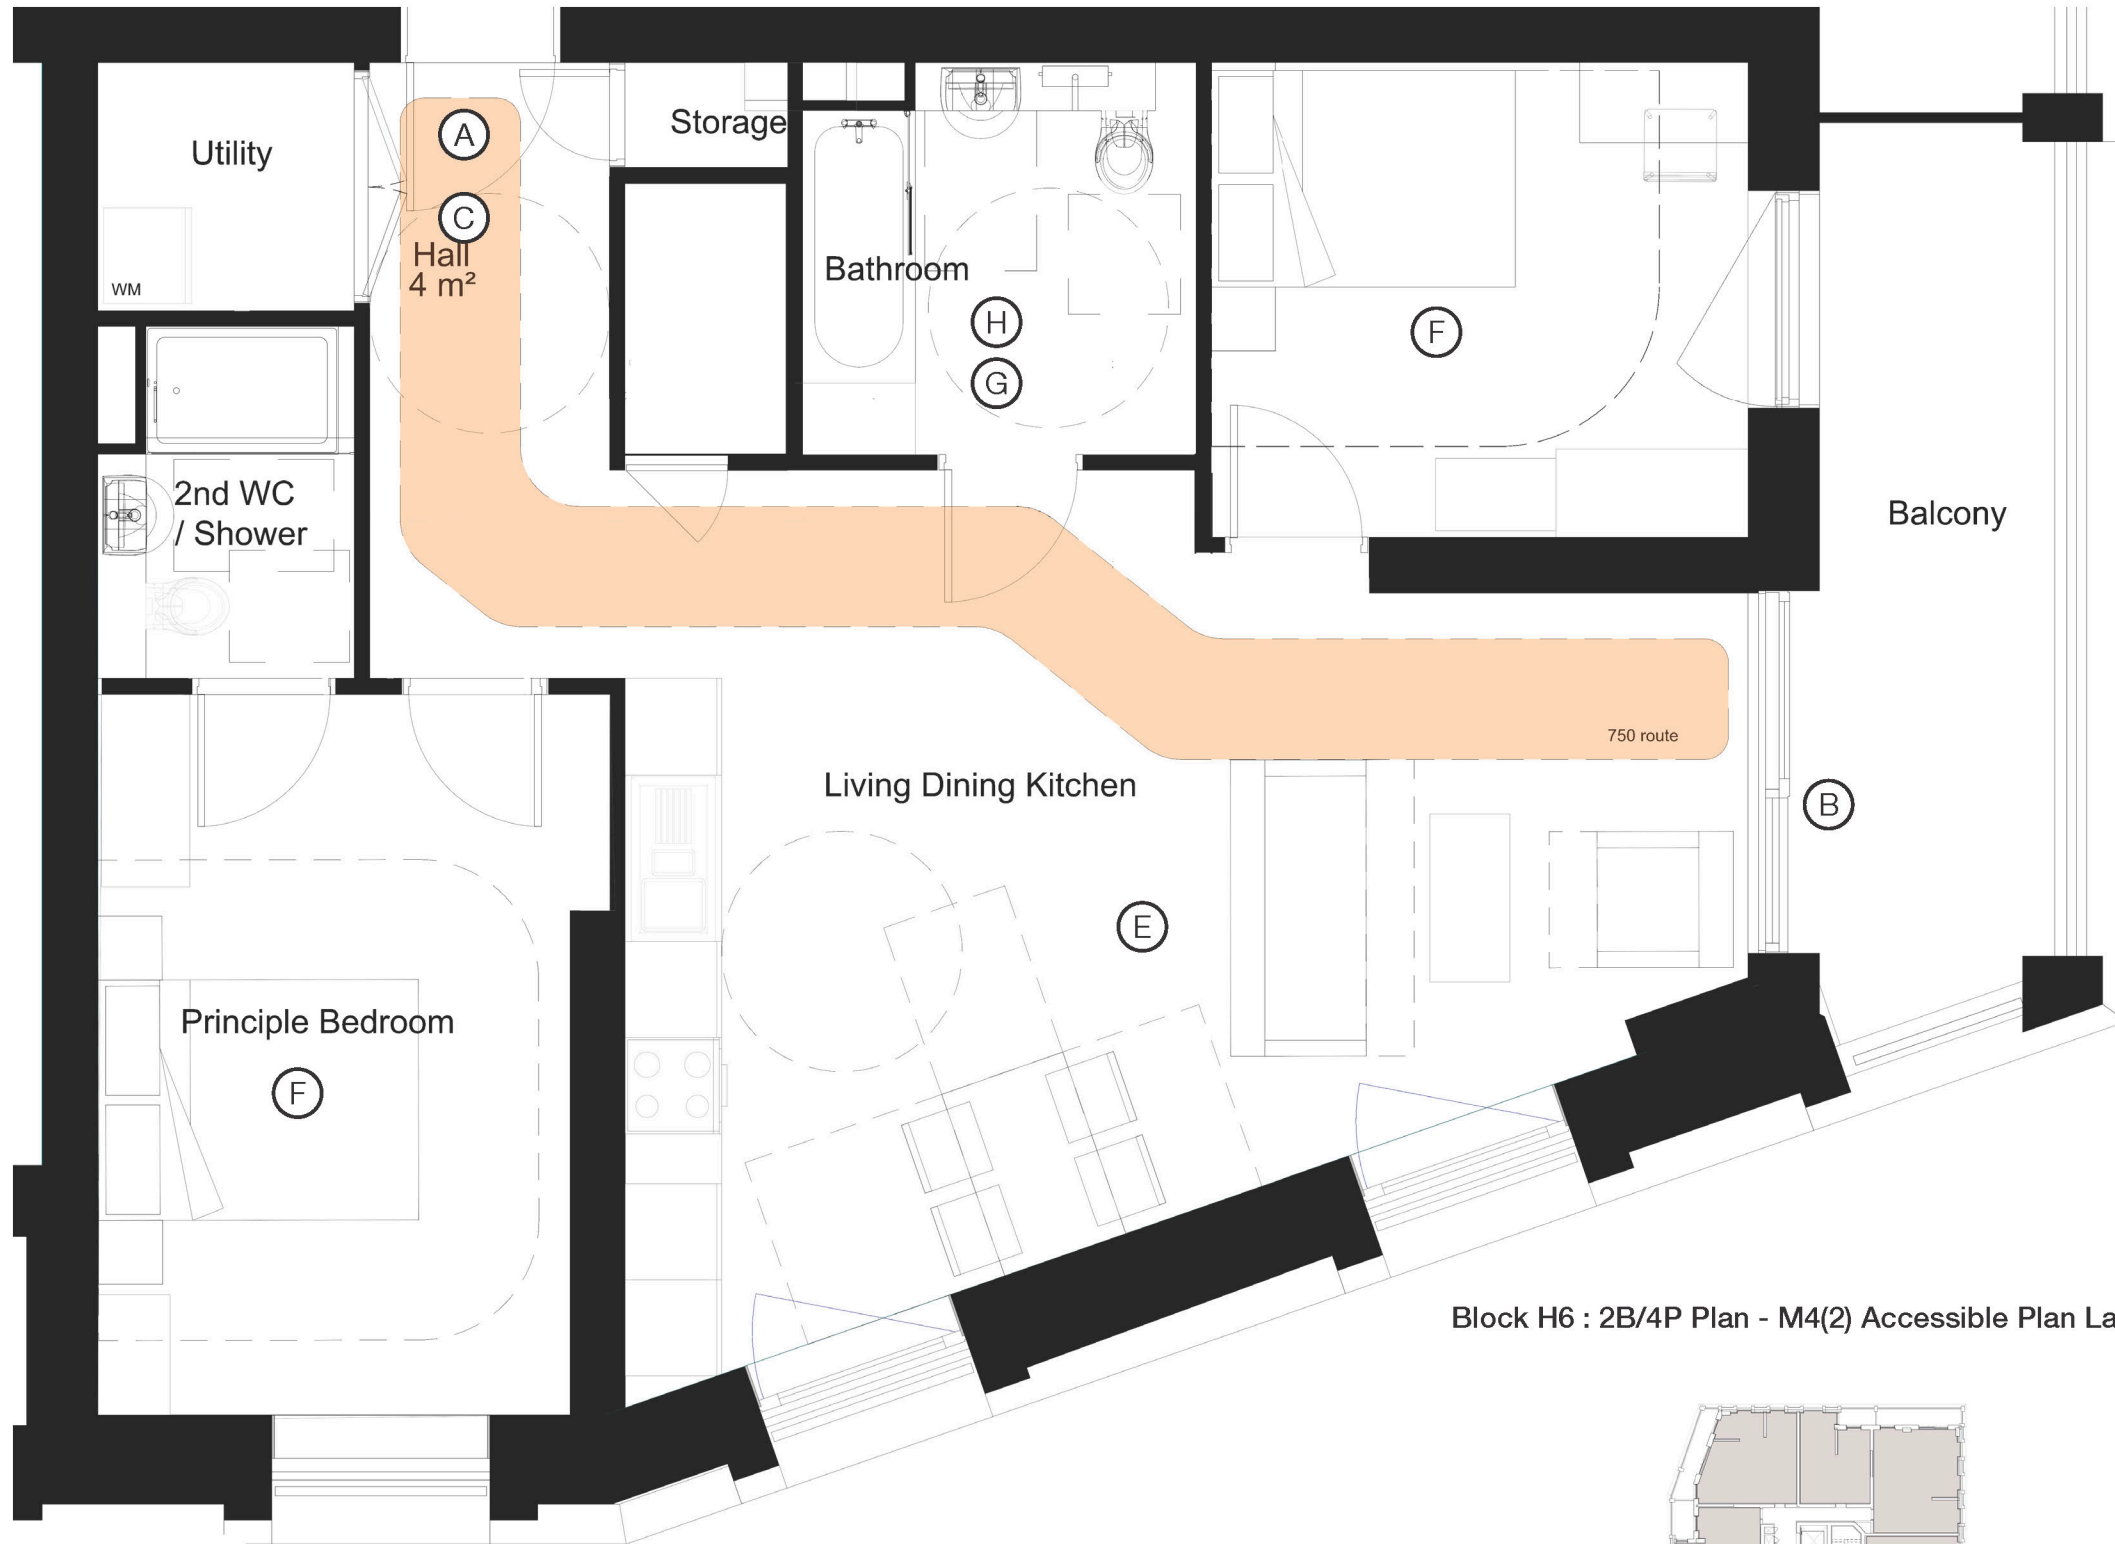 A
Utility
Storage
C
Hall
4 m²
Bathroom
WM
H
F
G
2nd WC
/ Shower
Balcony
750 route
Living Dining Kitchen
B
E
Principle Bedroom
F
Block H6 : 2B/4P Plan - M4(2) Accessible Plan La